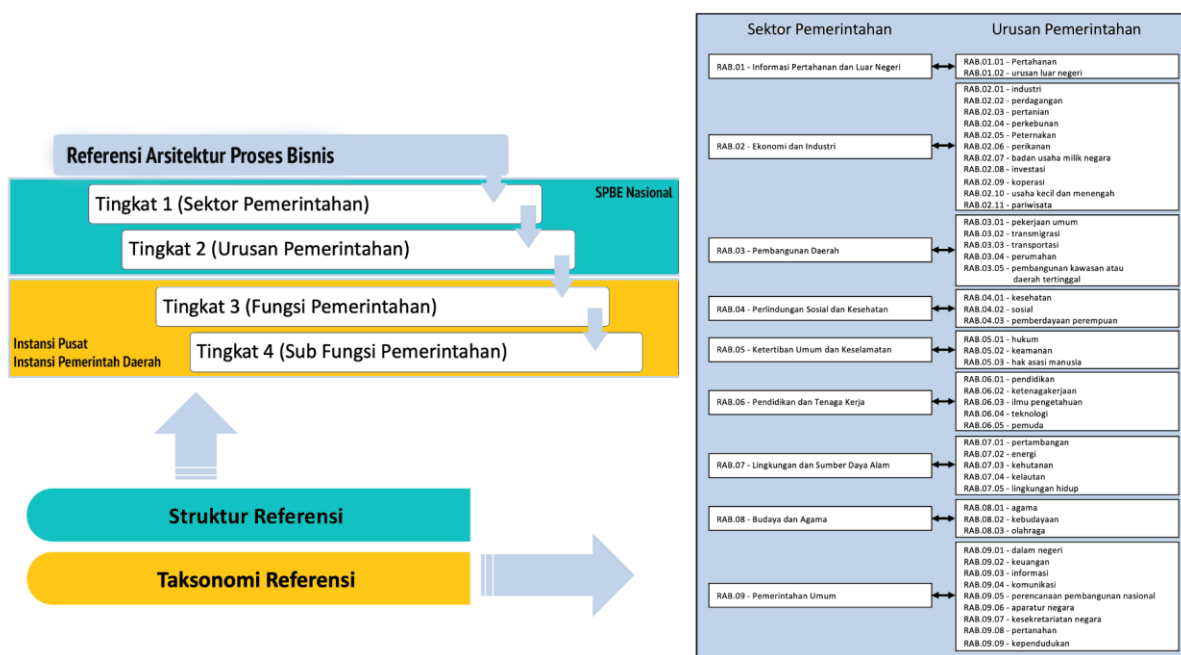 Referensi Arsitektur Proses Bisnis
SPBE Nasional
Tingkat 1 (Sektor Pemerintahan)
Tingkat 2 (Urusan Pemerintahan)
Tingkat 3 (Fungsi Pemerintahan)
Instansi Pusat
Instansi Pemerintah Daerah
Tingkat 4 (Sub Fungsi Pemerintahan)
Struktur Referensi
Taksonomi Referensi
Sektor Pemerintahan
Urusan Pemerintahan
RAB.01 - Informasi Pertahanan dan Luar Negeri
RAB.01.01 - Pertahanan
RAB.01.02 - urusan luar negeri
RAB.02 - Ekonomi dan Industri
RAB.02.01 - industri
RAB.02.02 - perdagangan
RAB.02.03 - pertanian
RAB.02.04 - perkebunan
RAB.02.05 - Peternakan
RAB.02.06 - perikanan
RAB.02.07 - badan usaha milik negara
RAB.02.08 - investasi
RAB.02.09 - koperasi
RAB.02.10 - usaha kecil dan menengah
RAB.02.11 - pariwisata
RAB.03 - Pembangunan Daerah
RAB.03.01 - pekerjaan umum
RAB.03.02 - transmigrasi
RAB.03.03 - transportasi
RAB.03.04 - perumahan
RAB.03.05 - pembangunan kawasan atau
daerah tertinggal
RAB.04 - Perlindungan Sosial dan Kesehatan
RAB.04.01 - kesehatan
RAB.04.02 - sosial
RAB.04.03 - pemberdayaan perempuan
RAB.05 - Ketertiban Umum dan Keselamatan
RAB.05.01 - hukum
RAB.05.02 - keamanan
RAB.05.03 - hak asasi manusia
RAB.06 - Pendidikan dan Tenaga Kerja
RAB.06.01 - pendidikan
RAB.06.02 - ketenagakerjaan
RAB.06.03 - ilmu pengetahuan
RAB.06.04 - teknologi
RAB.06.05 - pemuda
RAB.07 - Lingkungan dan Sumber Daya Alam
RAB.07.01 - pertambangan
RAB.07.02 - energi
RAB.07.03 - kehutanan
RAB.07.04 - kelautan
RAB.07.05 - lingkungan hidup
RAB.08 - Budaya dan Agama
RAB.08.01 - agama
RAB.08.02 - kebudayaan
RAB.08.03 - olahraga
RAB.09 - Pemerintahan Umum
RAB.09.01 - dalam negeri
RAB.09.02 - keuangan
RAB.09.03 - informasi
RAB.09.04 - komunikasi
RAB.09.05 - perencanaan pembangunan nasional
RAB.09.06 - aparatur negara
RAB.09.07 - kesekretariatan negara
RAB.09.08 - pertanahan
RAB.09.09 - kependudukan